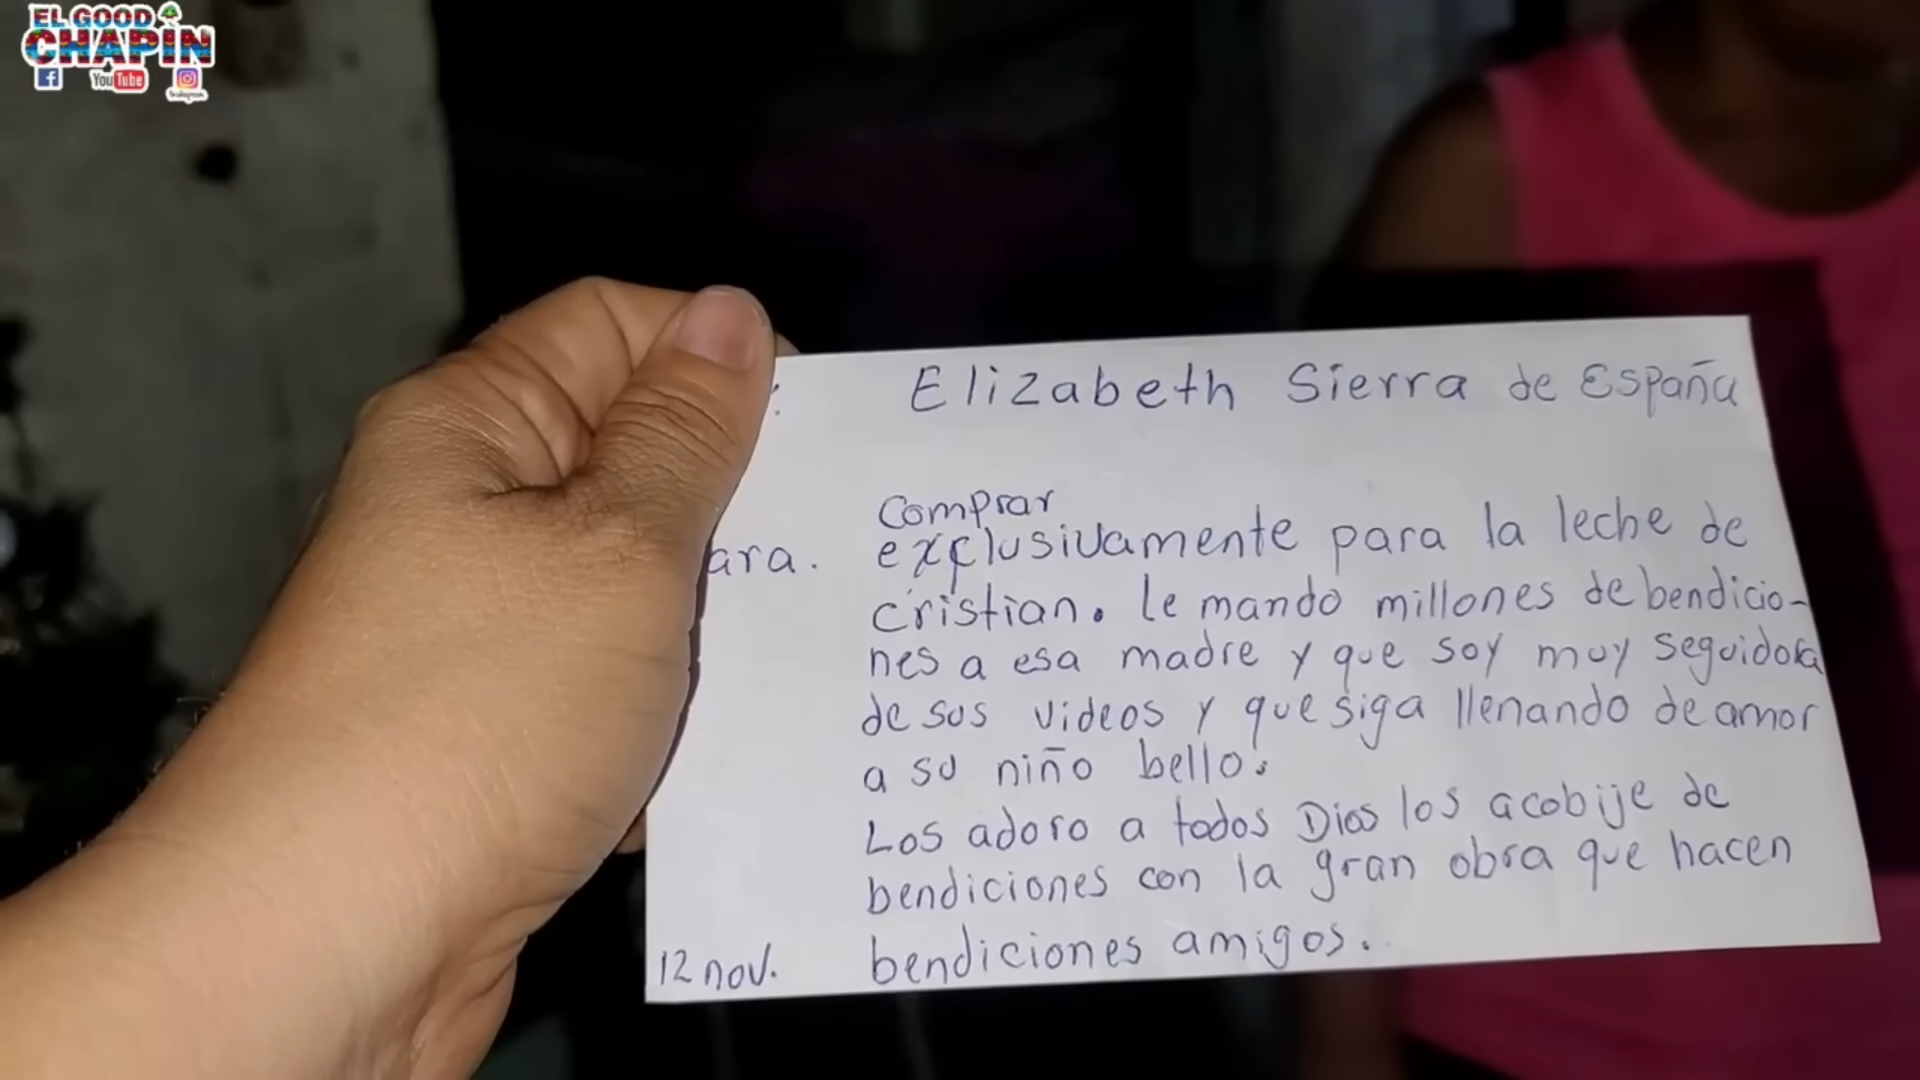 EL GOOD
CHAPIN
YouTube
Instagram
: Elizabeth Sierra de España
Comprar
ara. exclusivamente para la leche de
cristian. le mando millones de bendicio-
nes a esa madre y que soy muy seguidora
de sus videos y que siga llenando de amor
a su niño bello.
Los adoro a todos Dios los acobije de
bendiciones con la gran obra que hacen
12 nov. bendiciones amigos.